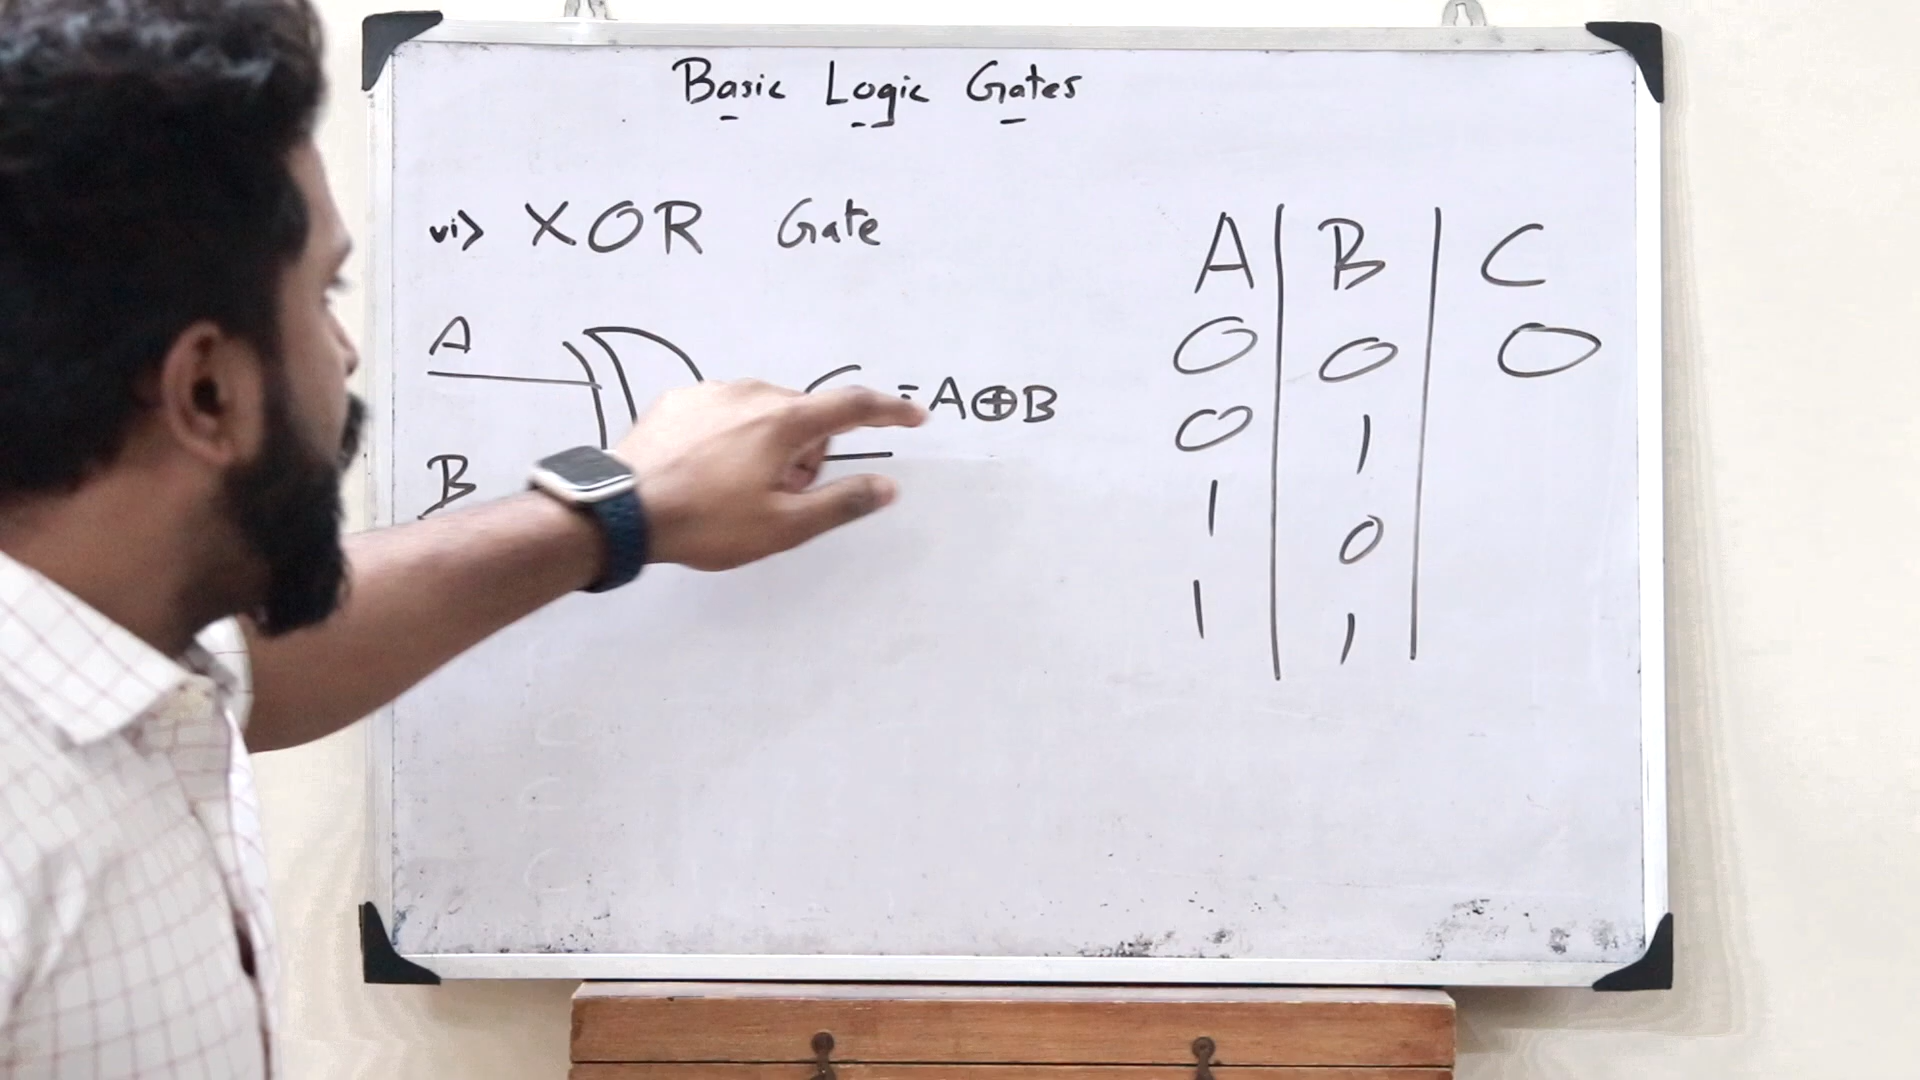 Basic Logic Gates
vi> XOR Gate
A
B
C = A⊕B
A B C
0 0 0
0 1
1 0
1 1